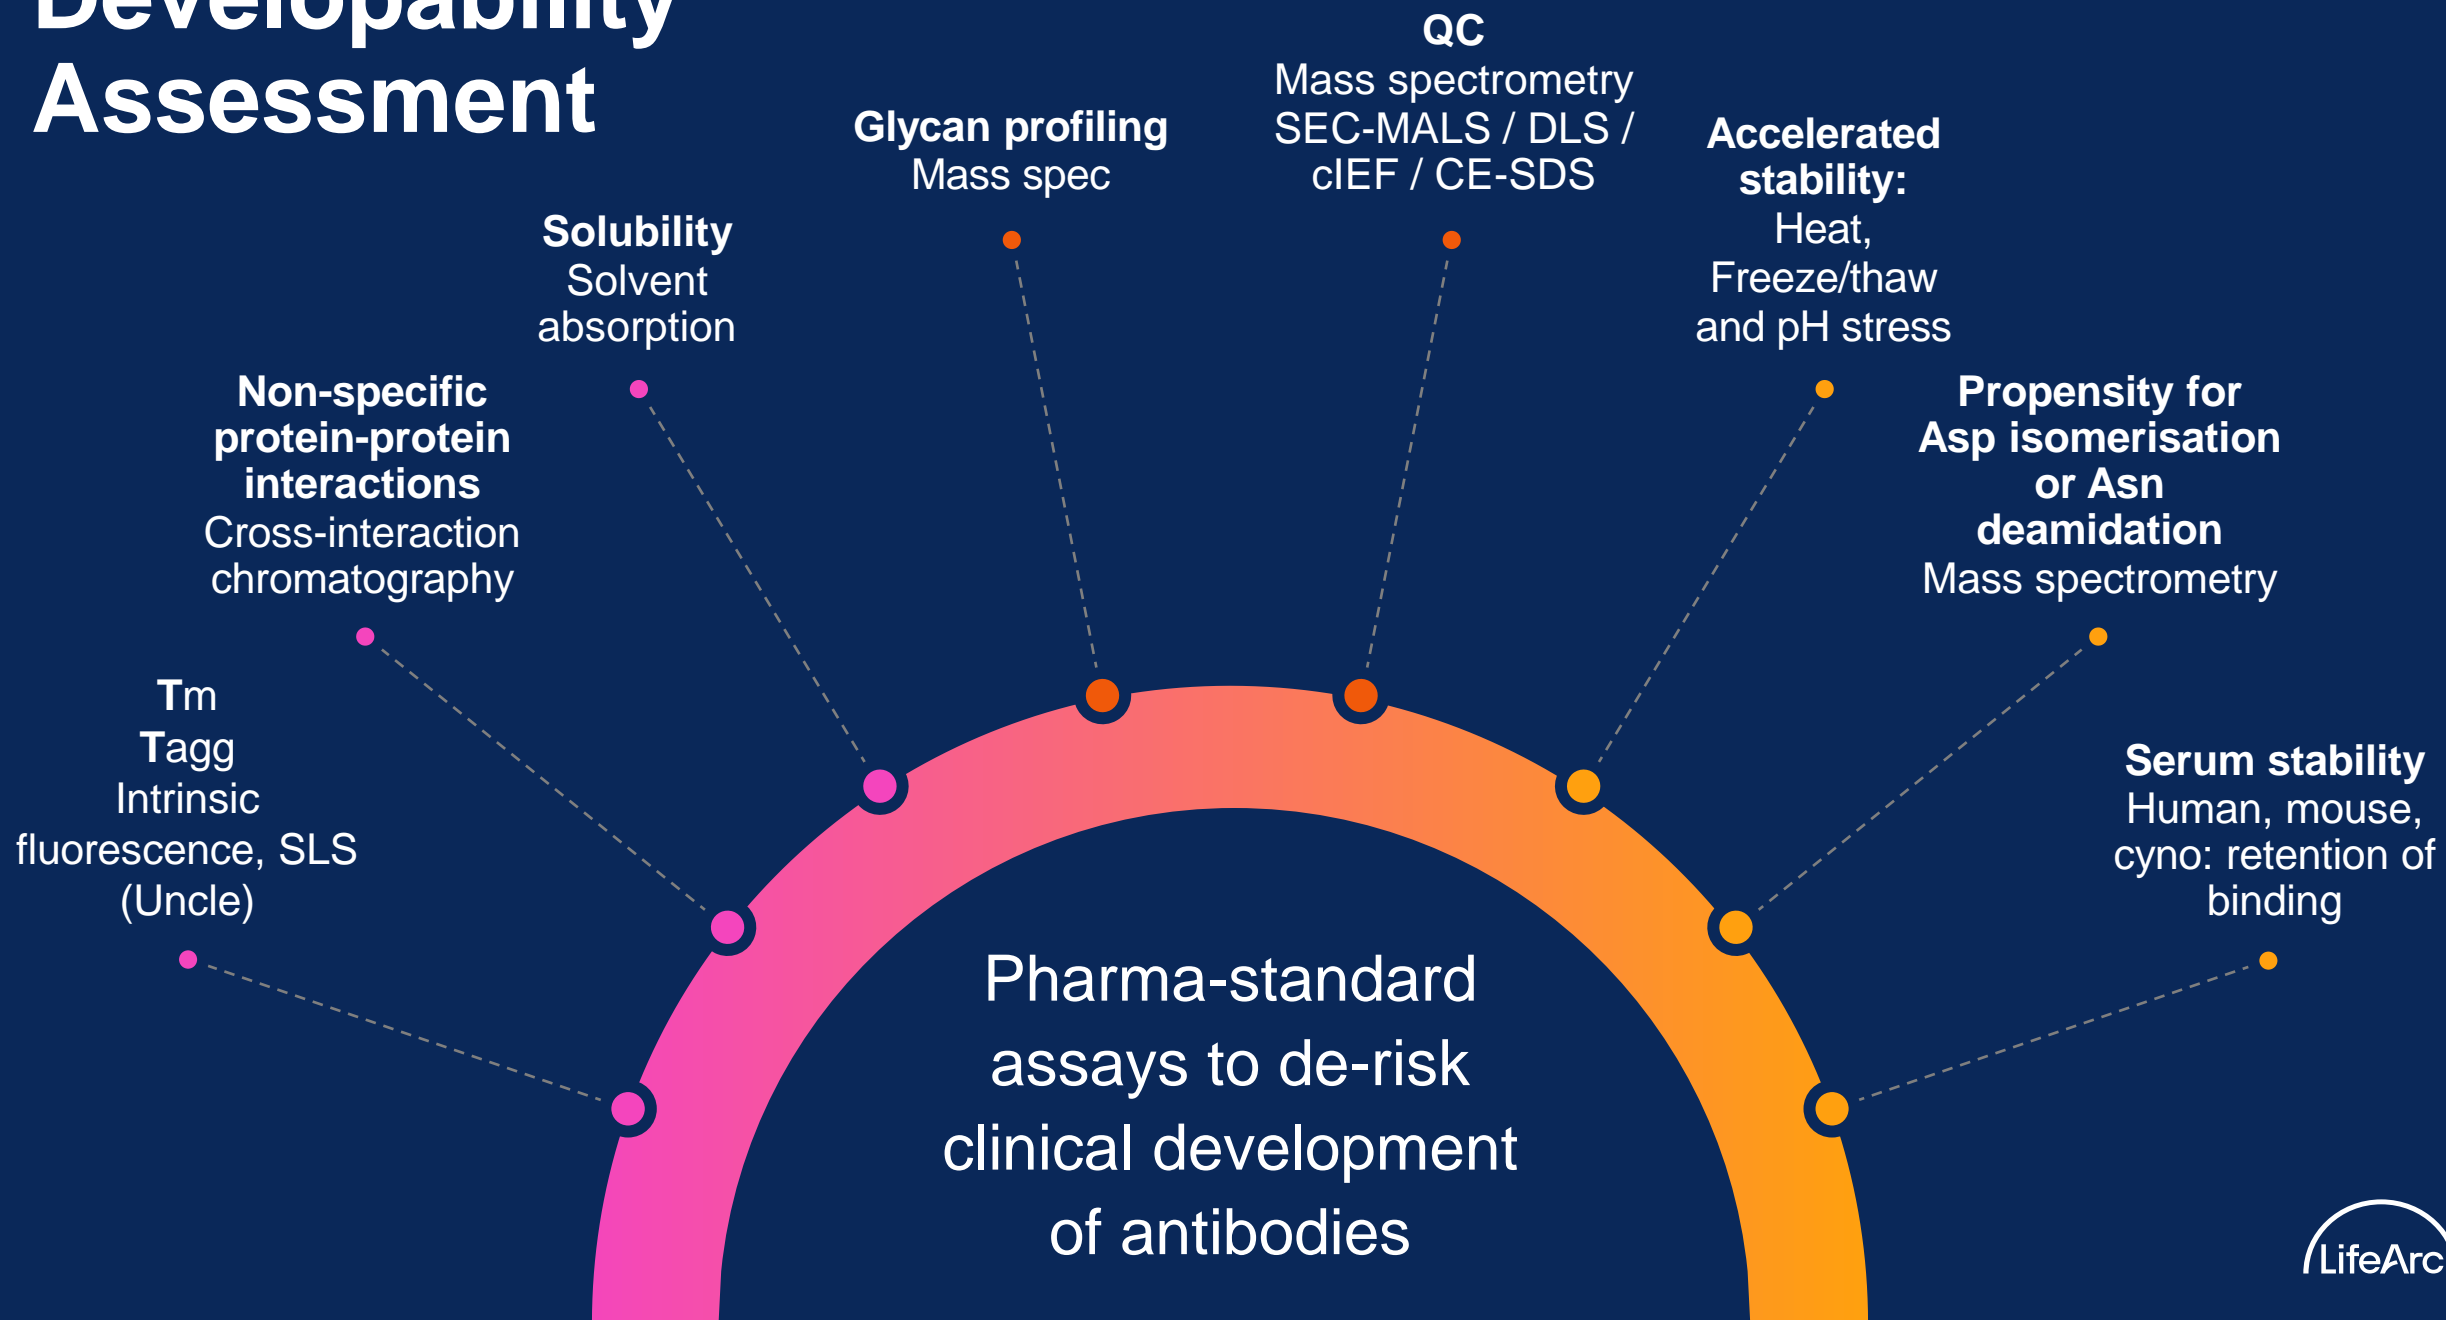 Developability
Assessment
QC
Mass spectrometry
SEC-MALS / DLS /
cIEF / CE-SDS
Glycan profiling
Mass spec
Accelerated
stability:
Heat,
Freeze/thaw
and pH stress
Solubility
Solvent
absorption
Non-specific
protein-protein
interactions
Cross-interaction
chromatography
Propensity for
Asp isomerisation
or Asn
deamidation
Mass spectrometry
Tm
Tagg
Intrinsic
fluorescence, SLS
(Uncle)
Serum stability
Human, mouse,
cyno: retention of
binding
Pharma-standard
assays to de-risk
clinical development
of antibodies
LifeArc